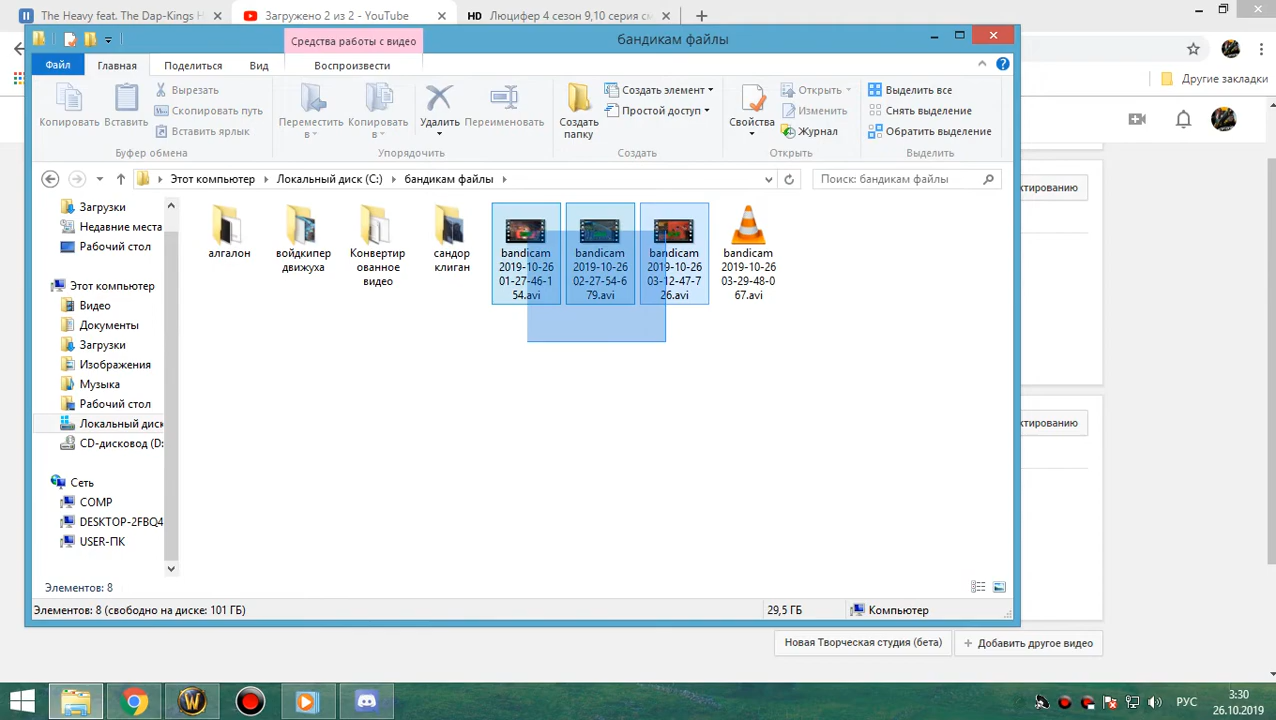 The Heavy feat. The Dap-Kings H
Загружено 2 из 2 - YouTube
HD Люцифер 4 сезон 9,10 серия см
Средства работы с видео
бандикам файлы
Файл
Главная
Поделиться
Вид
Воспроизвести
Другие закладки
Копировать
Вставить
Вырезать
Скопировать путь
Вставить ярлык
Буфер обмена
Переместить в
Копировать в
Удалить
Переименовать
Упорядочить
Создать папку
Создать элемент
Простой доступ
Создать
Свойства
Открыть
Изменить
Журнал
Открыть
Выделить все
Снять выделение
Обратить выделение
Выделить
Этот компьютер
Локальный диск (C:)
бандикам файлы
Поиск: бандикам файлы
ктированию
Загрузки
Недавние места
Рабочий стол
Этот компьютер
Видео
Документы
Загрузки
Изображения
Музыка
Рабочий стол
Локальный диск
CD-дисковод (D:
Сеть
COMP
DESKTOP-2FBQ4
USER-ПК
алгалон
войдкипер
движуха
Конвертир
ованное
видео
сандор
клиган
bandicam
2019-10-26
01-27-46-1
54.avi
bandicam
2019-10-26
02-27-54-6
79.avi
bandicam
2019-10-26
03-12-47-7
26.avi
bandicam
2019-10-26
03-29-48-0
67.avi
ктированию
Элементов: 8
Элементов: 8 (свободно на диске: 101 ГБ)
29,5 ГБ
Компьютер
Новая Творческая студия (бета)
+ Добавить другое видео
РУС
3:30
26.10.2019